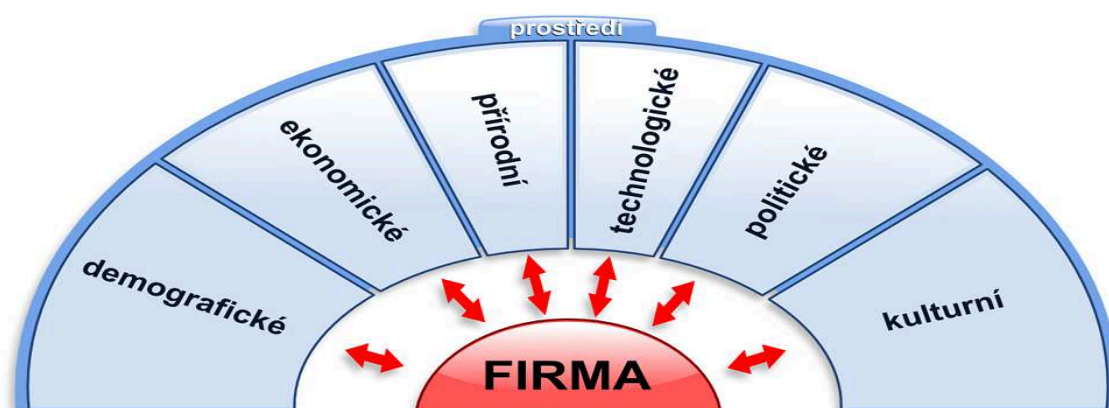 prostředí
demografické
ekonomické
přírodní
technologické
politické
kulturní
FIRMA